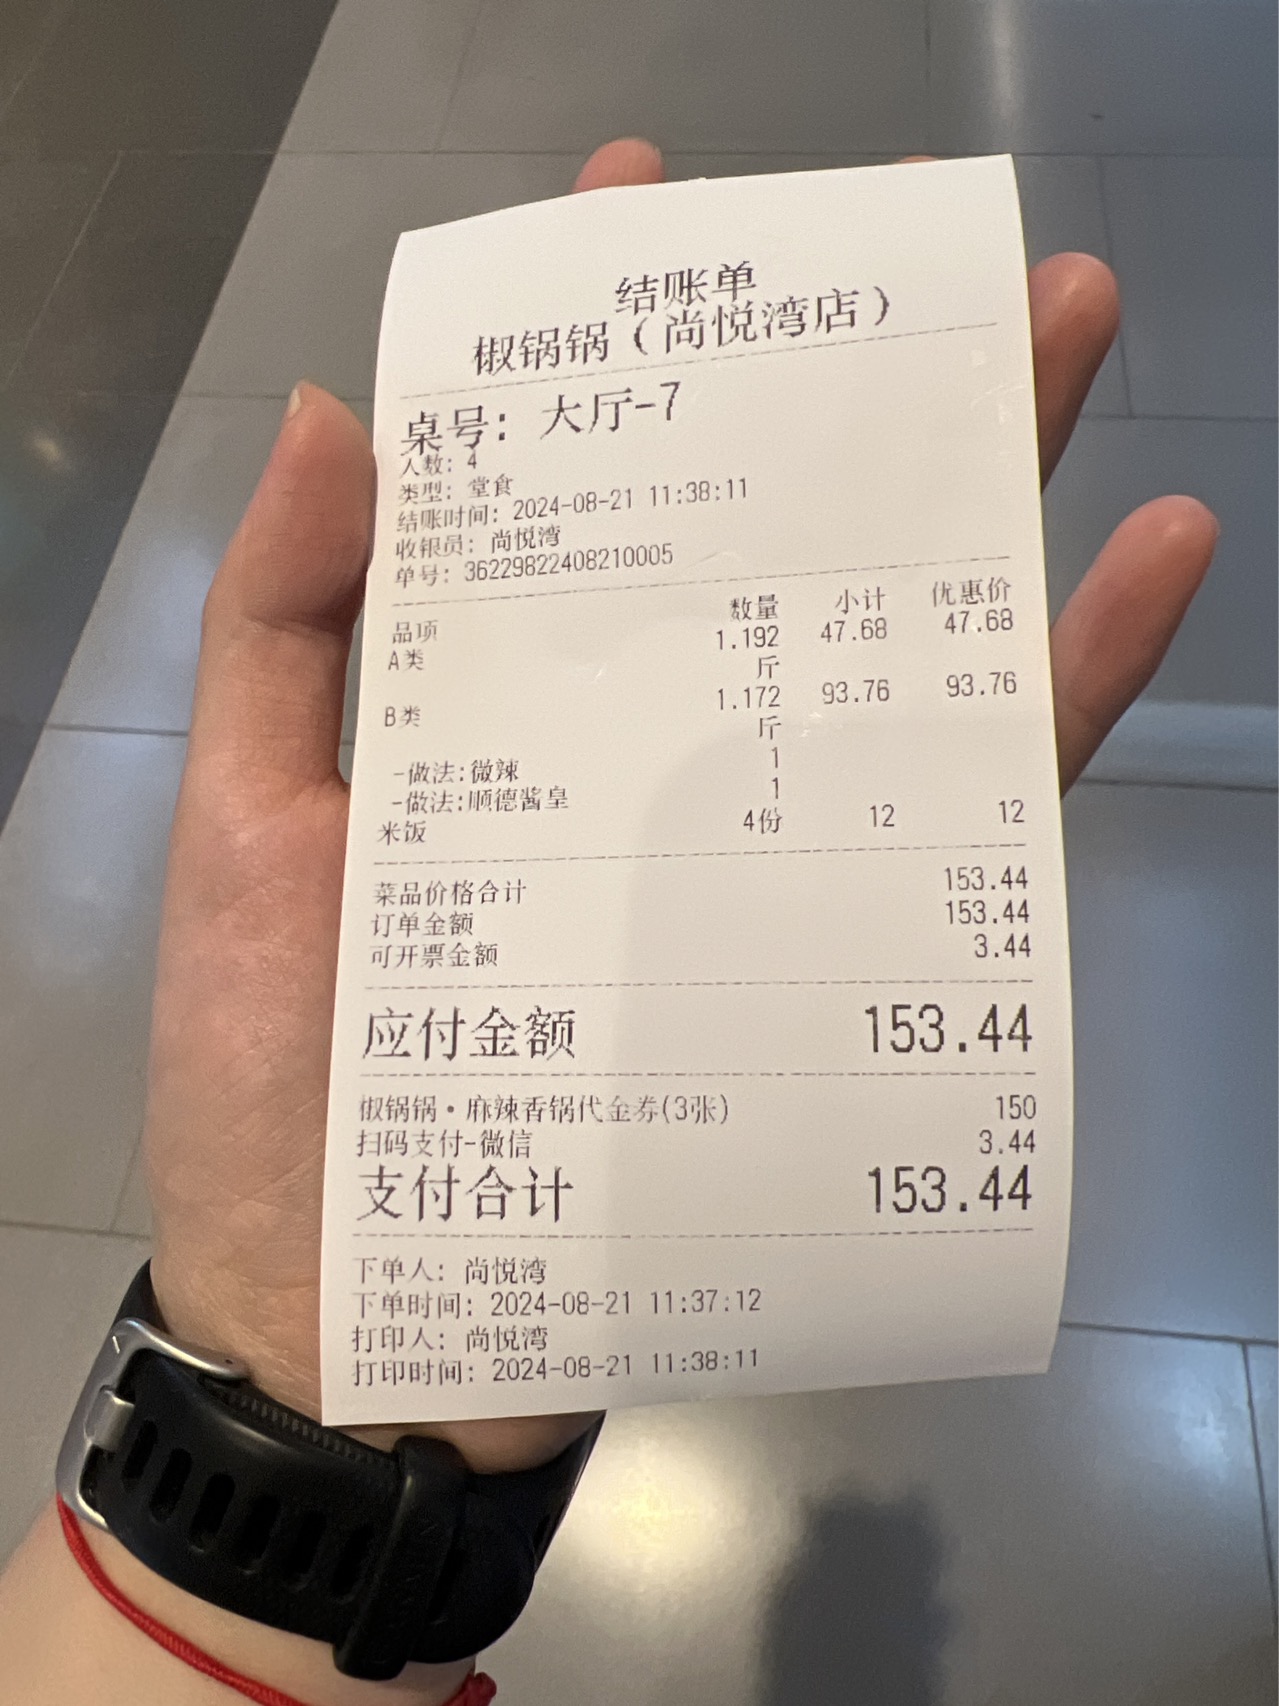 结账单
椒锅锅（尚悦湾店）
桌号：大厅-7
人数：4
类型：堂食
结账时间：2024-08-21 11:38:11
收银员：尚悦湾
单号：36229822408210005
品项 数量 小计 优惠价
A类 1.192 47.68 47.68
斤
B类 1.172 93.76 93.76
斤
-做法:微辣 1
-做法:顺德酱皇 1
米饭 4份 12 12
菜品价格合计 153.44
订单金额 153.44
可开票金额 3.44
应付金额 153.44
椒锅锅·麻辣香锅代金券(3张) 150
扫码支付-微信 3.44
支付合计 153.44
下单人：尚悦湾
下单时间：2024-08-21 11:37:12
打印人：尚悦湾
打印时间：2024-08-21 11:38:11